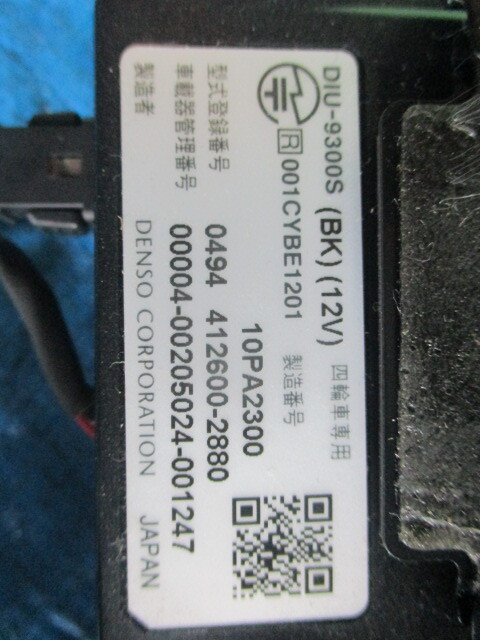 DIU-9300S (BK)(12V) 四輪車専用
R 001CYBE1201 製造番号
10PA2300
型式登録番号 0494 412600-2880
車載器管理番号 00004-00205024-001247
製造者 DENSO CORPORATION JAPAN